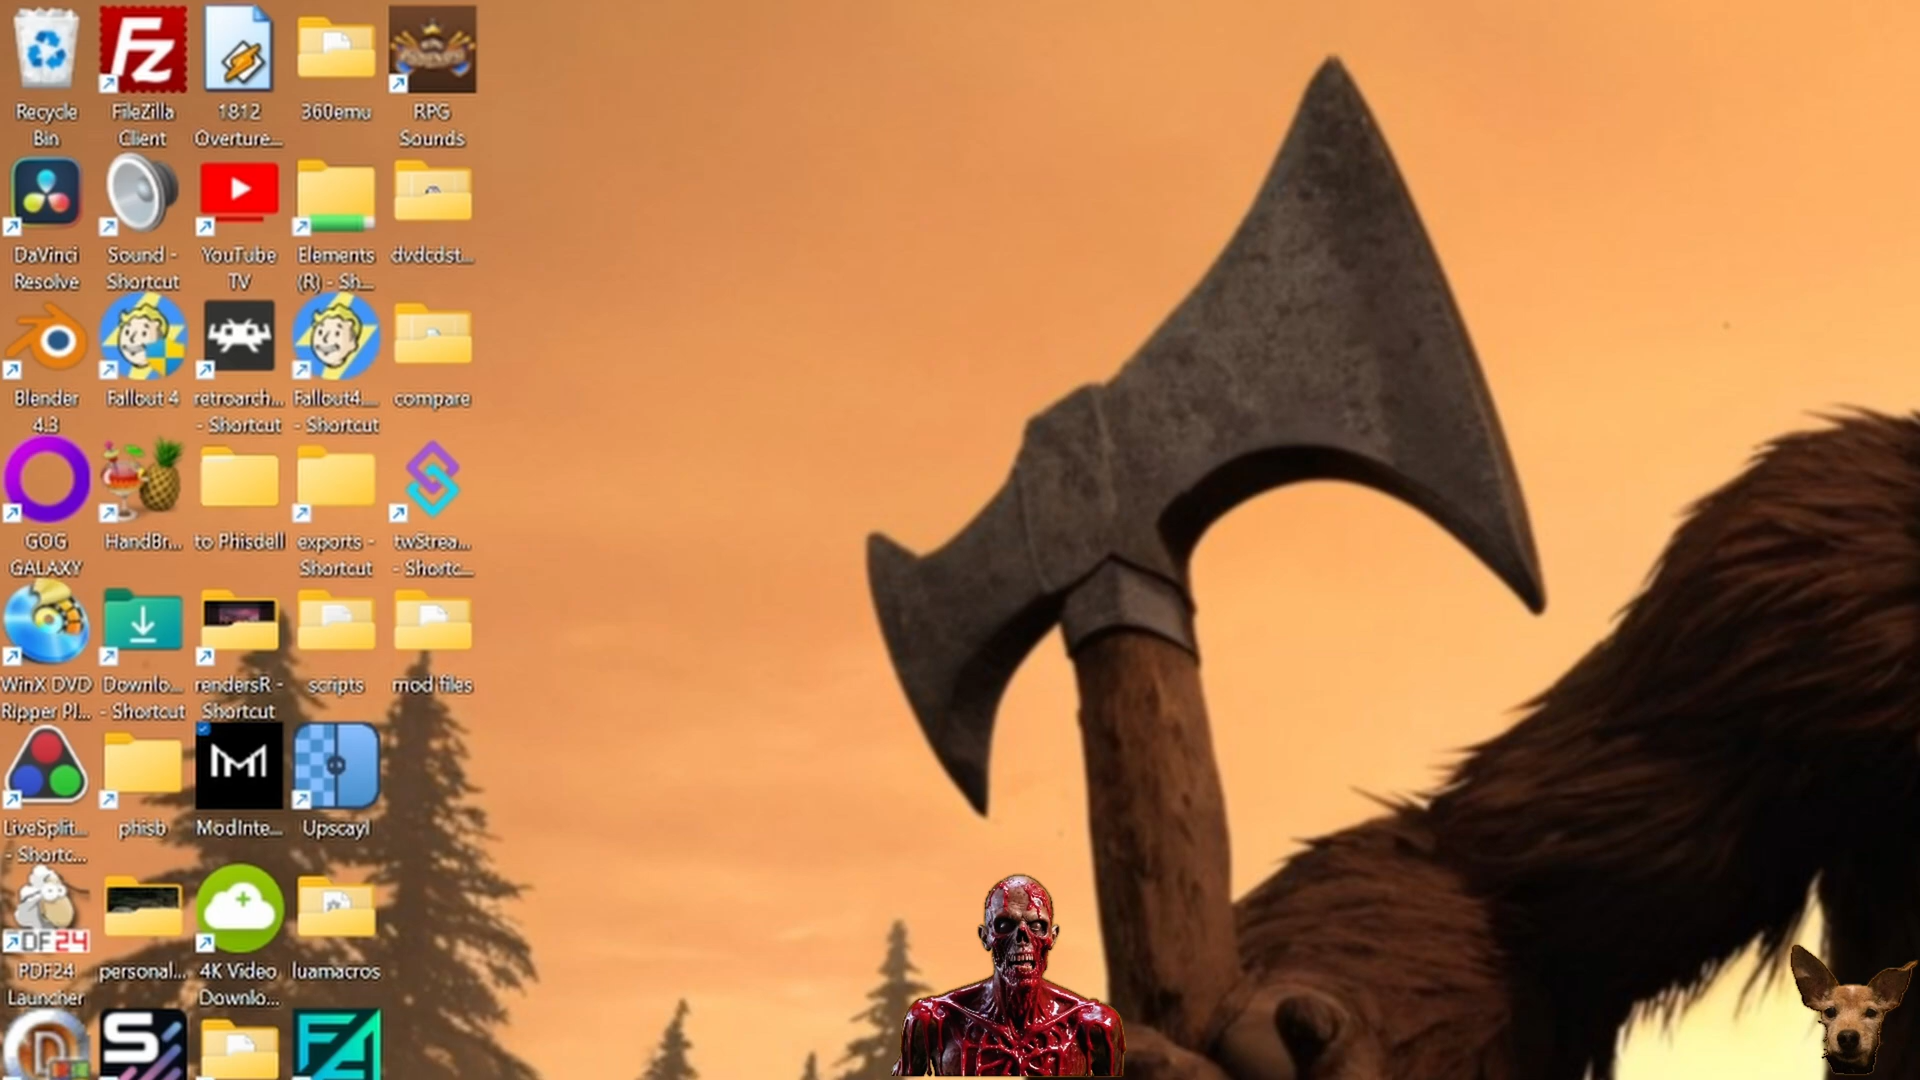 Recycle
Bin
FileZilla
Client
1812
Overture...
360emu
RPG
Sounds
DaVinci
Resolve
Sound -
Shortcut
YouTube
TV
Elements
(R) - Sh...
dvdcdst...
Blender
4.3
Fallout 4
retroarch...
- Shortcut
Fallout4...
- Shortcut
compare
GOG
GALAXY
HandBr...
to Phisdell
exports -
Shortcut
twStrea...
- Shortc...
WinX DVD
Ripper Pl...
Downlo...
- Shortcut
rendersR -
Shortcut
scripts
mod files
LiveSplit...
- Shortc...
phisb
ModInte...
Upscayl
DF24
PDF24
Launcher
personal...
4K Video
Downlo...
luamacros